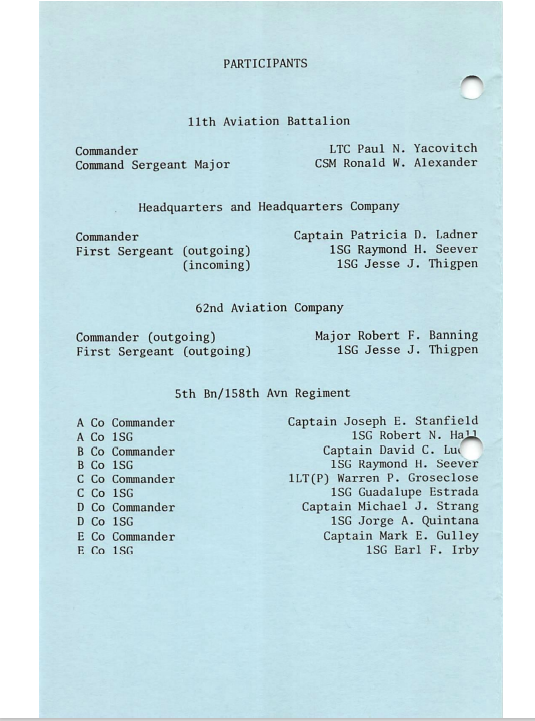 PARTICIPANTS
11th Aviation Battalion
Commander LTC Paul N. Yacovitch
Command Sergeant Major CSM Ronald W. Alexander
Headquarters and Headquarters Company
Commander Captain Patricia D. Ladner
First Sergeant (outgoing) 1SG Raymond H. Seever
(incoming) 1SG Jesse J. Thigpen
62nd Aviation Company
Commander (outgoing) Major Robert F. Banning
First Sergeant (outgoing) 1SG Jesse J. Thigpen
5th Bn/158th Avn Regiment
A Co Commander Captain Joseph E. Stanfield
A Co 1SG 1SG Robert N. Hall
B Co Commander Captain David C.
B Co 1SG 1SG Raymond H. Seever
C Co Commander 1LT(P) Warren P. Groseclose
C Co 1SG 1SG Guadalupe Estrada
D Co Commander Captain Michael J. Strang
D Co 1SG 1SG Jorge A. Quintana
E Co Commander Captain Mark E. Gulley
E Co 1SG 1SG Earl F. Irby